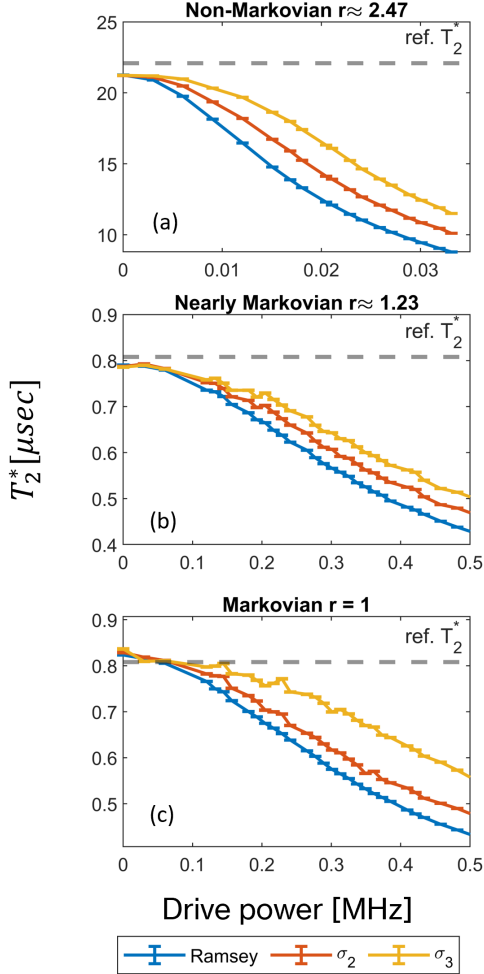 Non-Markovian r≈ 2.47
25
ref. T₂*
20
15
(a)
10
0 0.01 0.02 0.03
Nearly Markovian r≈ 1.23
0.9
ref. T₂*
0.8
0.7
0.6
0.5
(b)
0.4
0 0.1 0.2 0.3 0.4 0.5
T₂* [μsec]
Markovian r = 1
0.9
ref. T₂*
0.8
0.7
0.6
0.5
(c)
0 0.1 0.2 0.3 0.4 0.5
Drive power [MHz]
Ramsey σ₂ σ₃